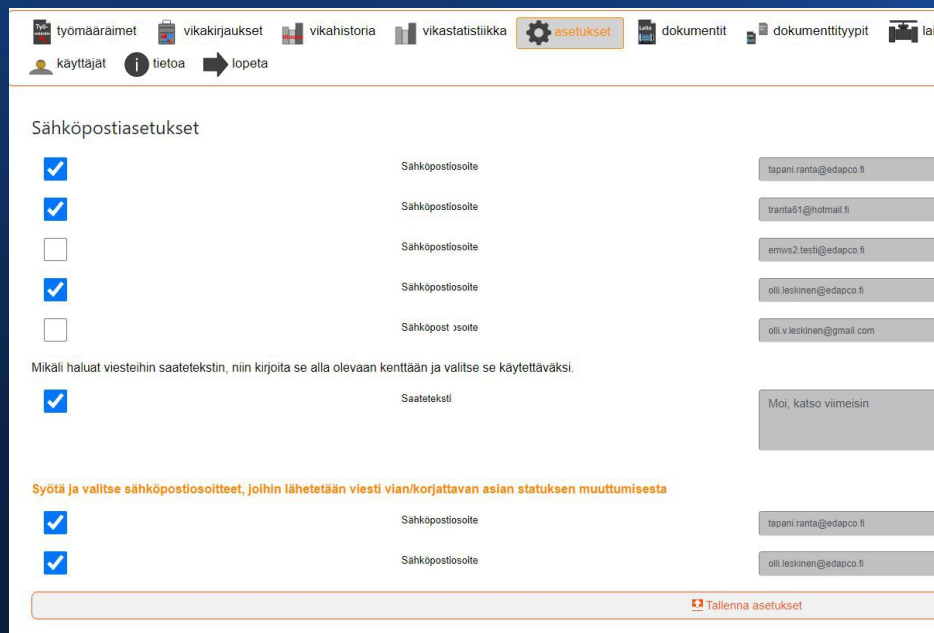 työmääräimet vikakirjaukset vikahistoria vikastatistiikka asetukset dokumentit dokumenttityypit lai
käyttäjät tietoa lopeta
Sähköpostiasetukset
Sähköpostiosoite tapani.ranta@edapco.fi
Sähköpostiosoite tranta61@hotmail.fi
Sähköpostiosoite emws2.testi@edapco.fi
Sähköpostiosoite olli.leskinen@edapco.fi
Sähköpost osoite olli.v.leskinen@gmail.com
Mikäli haluat viesteihin saatetekstin, niin kirjoita se alla olevaan kenttään ja valitse se käytettäväksi.
Saateteksti Moi, katso viimeisin
Syötä ja valitse sähköpostiosoitteet, joihin lähetetään viesti vian/korjattavan asian statuksen muuttumisesta
Sähköpostiosoite tapani.ranta@edapco.fi
Sähköpostiosoite olli.leskinen@edapco.fi
Tallenna asetukset